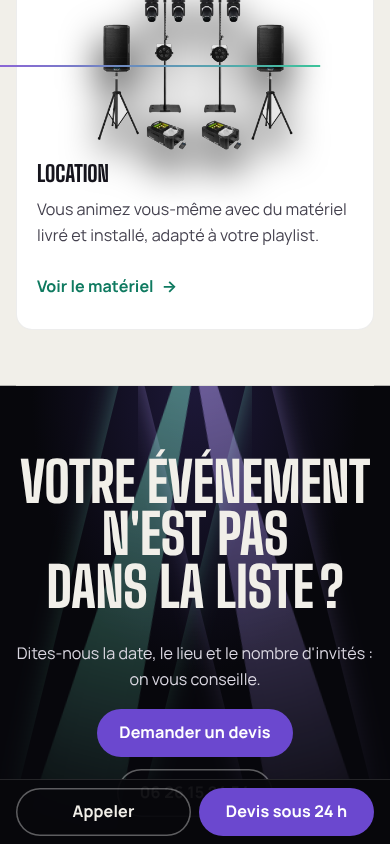 LOCATION
Vous animez vous-même avec du matériel
livré et installé, adapté à votre playlist.
Voir le matériel →
VOTRE ÉVÉNEMENT
N'EST PAS
DANS LA LISTE ?
Dites-nous la date, le lieu et le nombre d'invités :
on vous conseille.
Demander un devis
Appeler
Devis sous 24 h